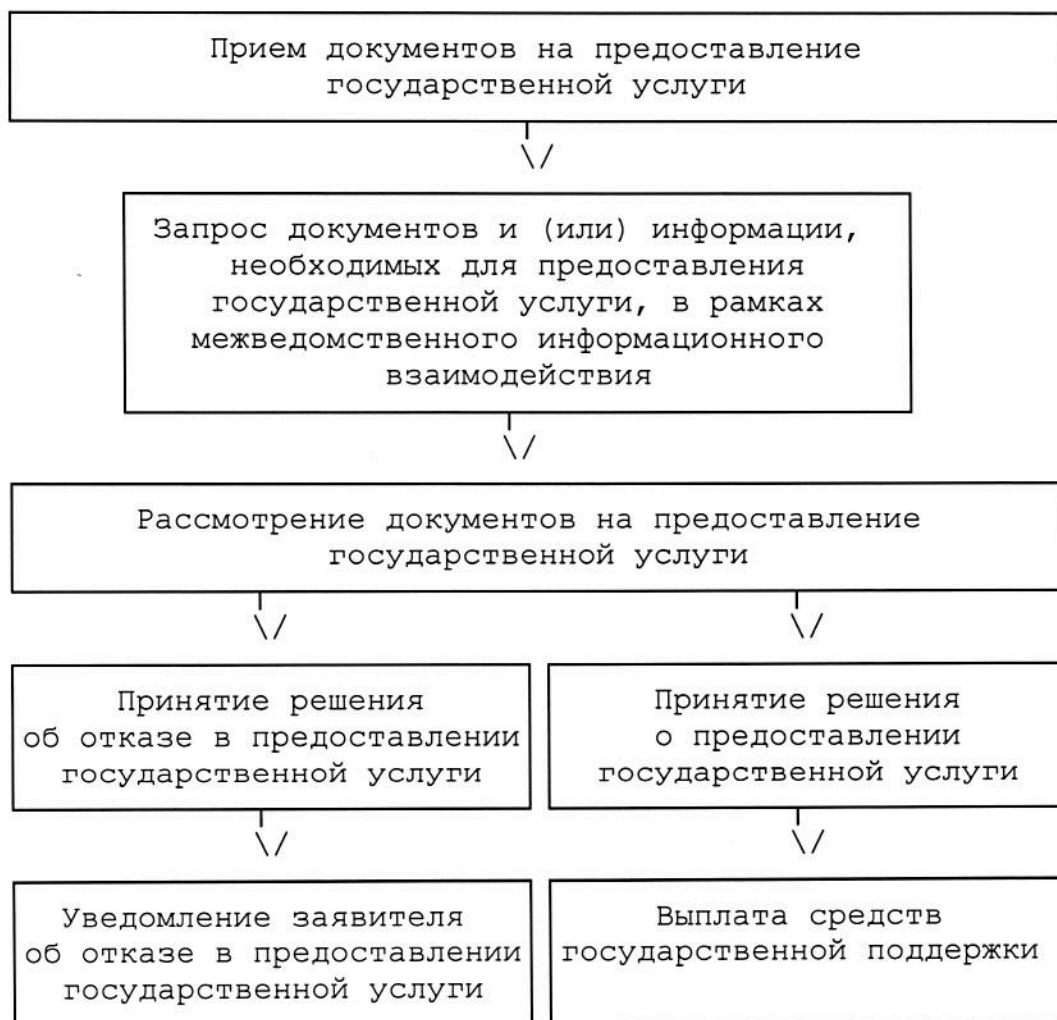 Прием документов на предоставление
государственной услуги
\/
Запрос документов и (или) информации,
необходимых для предоставления
государственной услуги, в рамках
межведомственного информационного
взаимодействия
\/
Рассмотрение документов на предоставление
государственной услуги
\/
\/
Принятие решения
об отказе в предоставлении
государственной услуги
Принятие решения
о предоставлении
государственной услуги
\/
\/
Уведомление заявителя
об отказе в предоставлении
государственной услуги
Выплата средств
государственной поддержки